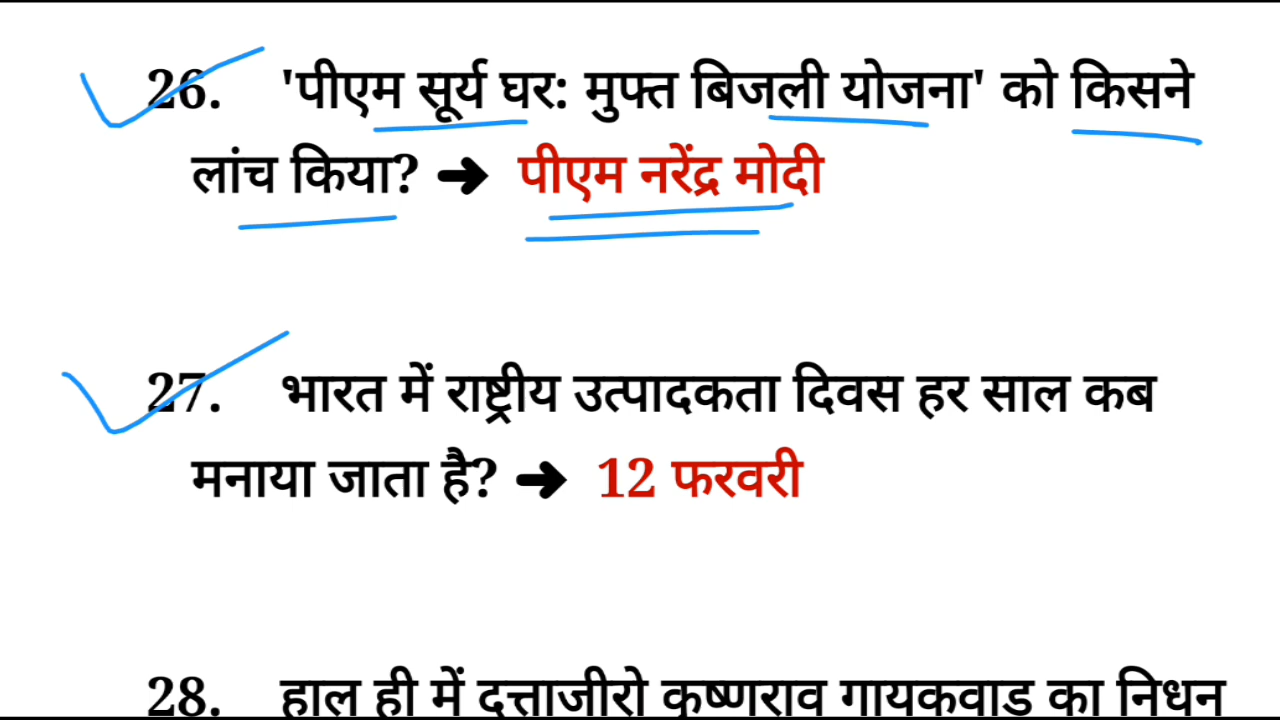 26. 'पीएम सूर्य घर: मुफ्त बिजली योजना' को किसने
लांच किया? ➜ पीएम नरेंद्र मोदी
27. भारत में राष्ट्रीय उत्पादकता दिवस हर साल कब
मनाया जाता है? ➜ 12 फरवरी
28. हाल ही में दत्ताजीरो कृष्णराव गायकवाड का निधन